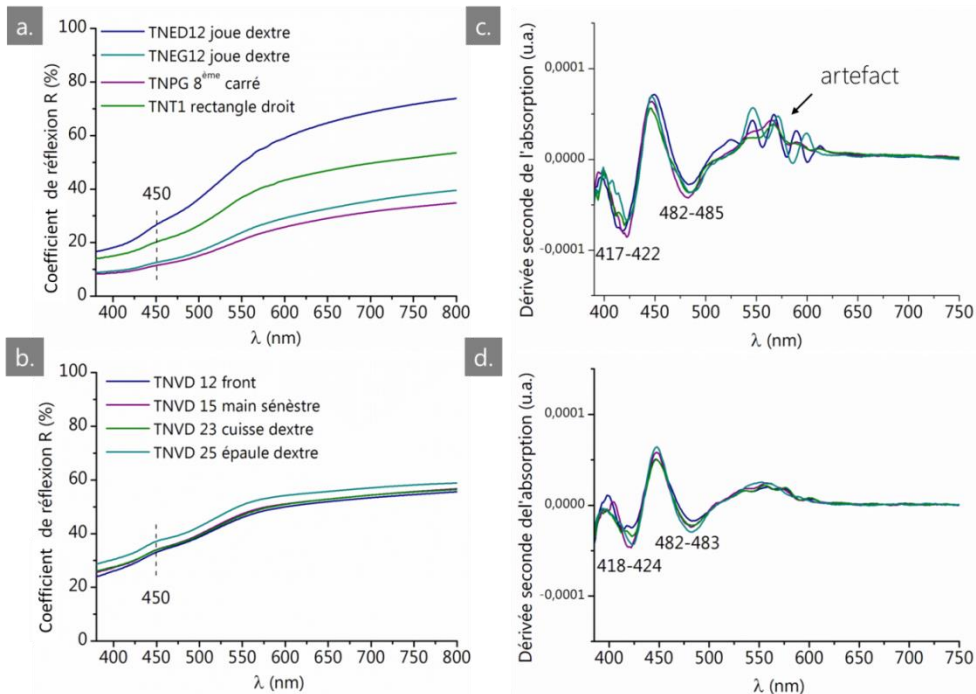 a.
Coefficient de réflexion R (%)
100
80
60
40
20
0
TNED12 joue dextre
TNEG12 joue dextre
TNPG 8ème carré
TNT1 rectangle droit
450
400 450 500 550 600 650 700 750 800
λ (nm)
c.
Dérivée seconde de l'absorption (u.a.)
0,0001
0,0000
-0,0001
artefact
482-485
417-422
400 450 500 550 600 650 700 750
λ (nm)
b.
Coefficient de réflexion R (%)
100
80
60
40
20
0
TNVD 12 front
TNVD 15 main sénèstre
TNVD 23 cuisse dextre
TNVD 25 épaule dextre
450
400 450 500 550 600 650 700 750 800
λ (nm)
d.
Dérivée seconde del'absorption (u.a.)
0,0001
0,0000
-0,0001
482-483
418-424
400 450 500 550 600 650 700 750
λ (nm)